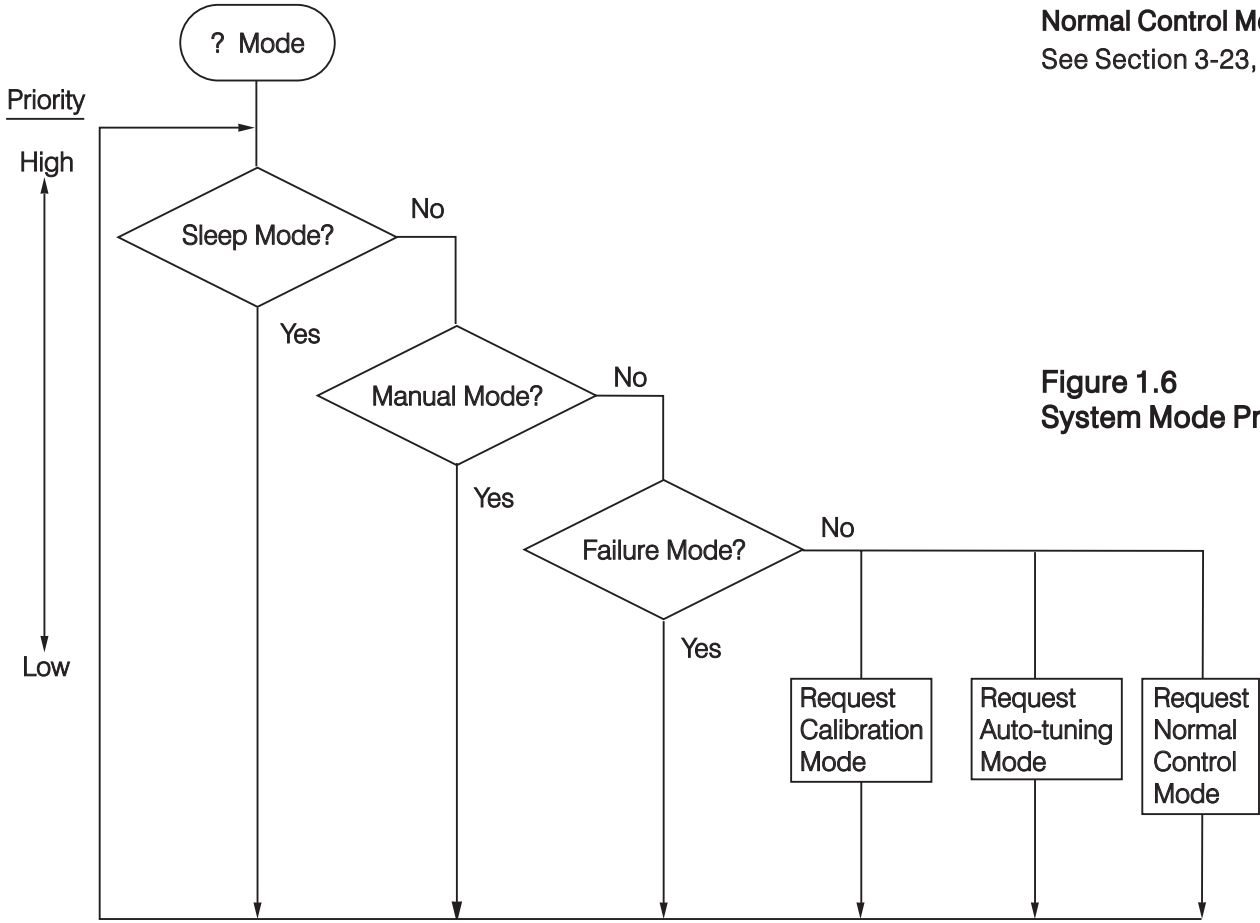 Normal Control M
See Section 3-23,
? Mode
Priority
High
Low
Sleep Mode?
No
Yes
Manual Mode?
No
Yes
Failure Mode?
No
Yes
Figure 1.6
System Mode Pr
Request
Calibration
Mode
Request
Auto-tuning
Mode
Request
Normal
Control
Mode